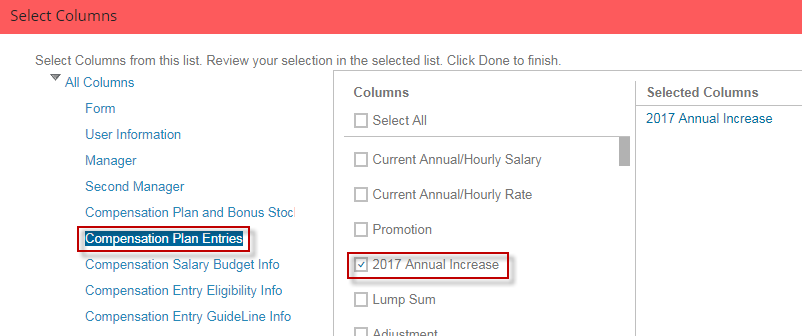 Select Columns
Select Columns from this list. Review your selection in the selected list. Click Done to finish.
All Columns
Form
User Information
Manager
Second Manager
Compensation Plan and Bonus Stoc
Compensation Plan Entries
Compensation Salary Budget Info
Compensation Entry Eligibility Info
Compensation Entry GuideLine Info
Columns
Select All
Current Annual/Hourly Salary
Current Annual/Hourly Rate
Promotion
2017 Annual Increase
Lump Sum
Adjustment
Selected Columns
2017 Annual Increase